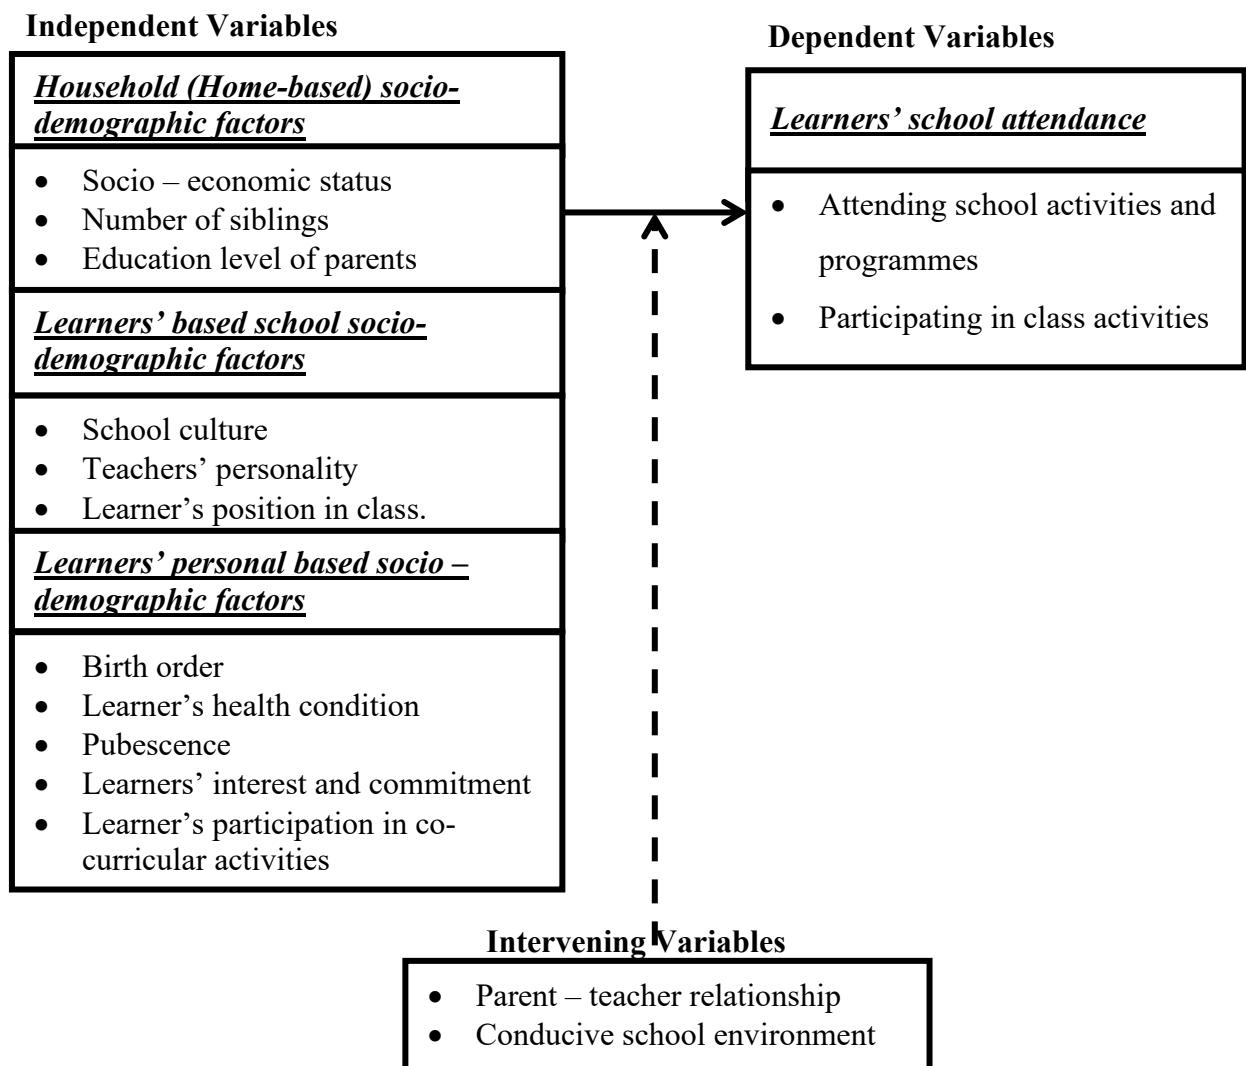 Independent Variables
Household (Home-based) socio-
demographic factors
• Socio – economic status
• Number of siblings
• Education level of parents
Learners’ based school socio-
demographic factors
• School culture
• Teachers’ personality
• Learner’s position in class.
Learners’ personal based socio –
demographic factors
• Birth order
• Learner’s health condition
• Pubescence
• Learners’ interest and commitment
• Learner’s participation in co-
curricular activities
Dependent Variables
Learners’ school attendance
• Attending school activities and
programmes
• Participating in class activities
Intervening Variables
• Parent – teacher relationship
• Conducive school environment